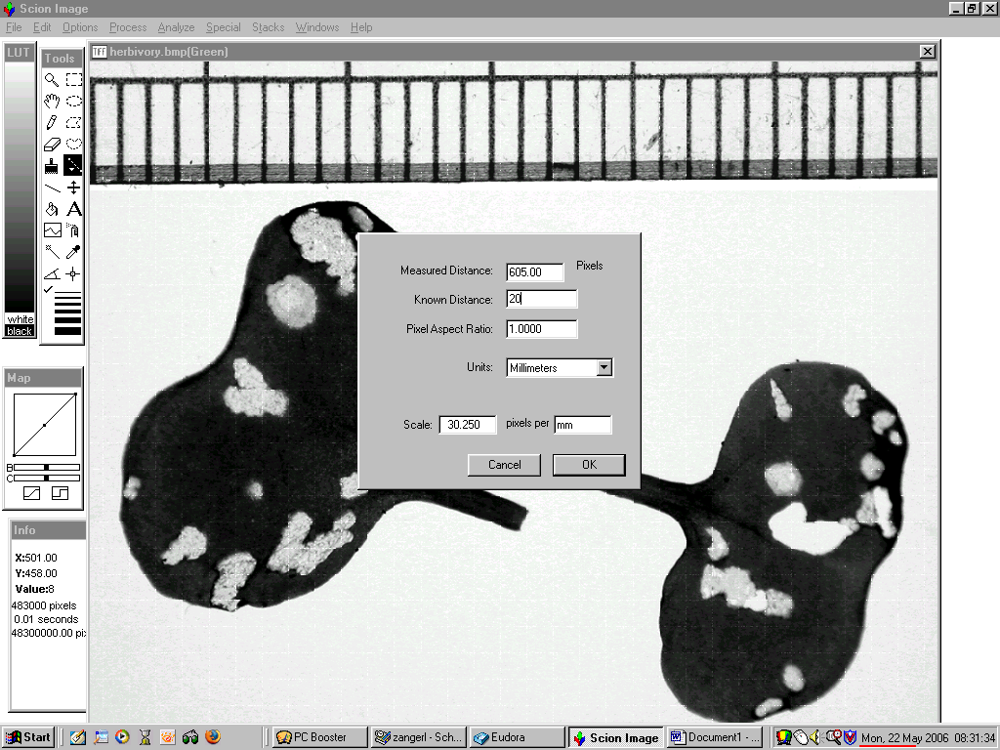 Scion Image
File Edit Options Process Analyze Special Stacks Windows Help
LUT
Tools
TFF herbivory.bmp(Green)
A
white
black
Map
B
C
Info
X:501.00
Y:458.00
Value:8
483000 pixels
0.01 seconds
48300000.00 pi
Measured Distance: 605.00 Pixels
Known Distance: 20
Pixel Aspect Ratio: 1.0000
Units: Millimeters
Scale: 30.250 pixels per mm
Cancel OK
Start PC Booster zangerl - Sch... Eudora Scion Image Document1 - ... Mon, 22 May 2006 08:31:34